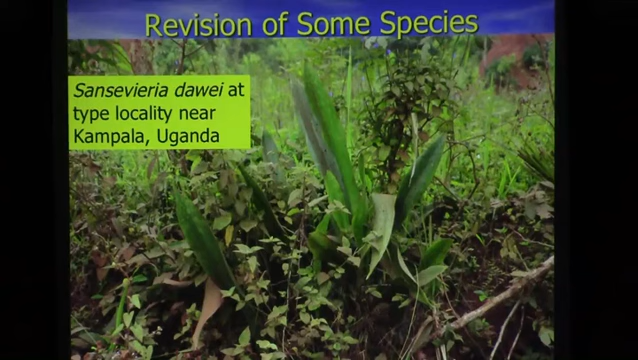 Revision of Some Species
Sansevieria dawei at
type locality near
Kampala, Uganda